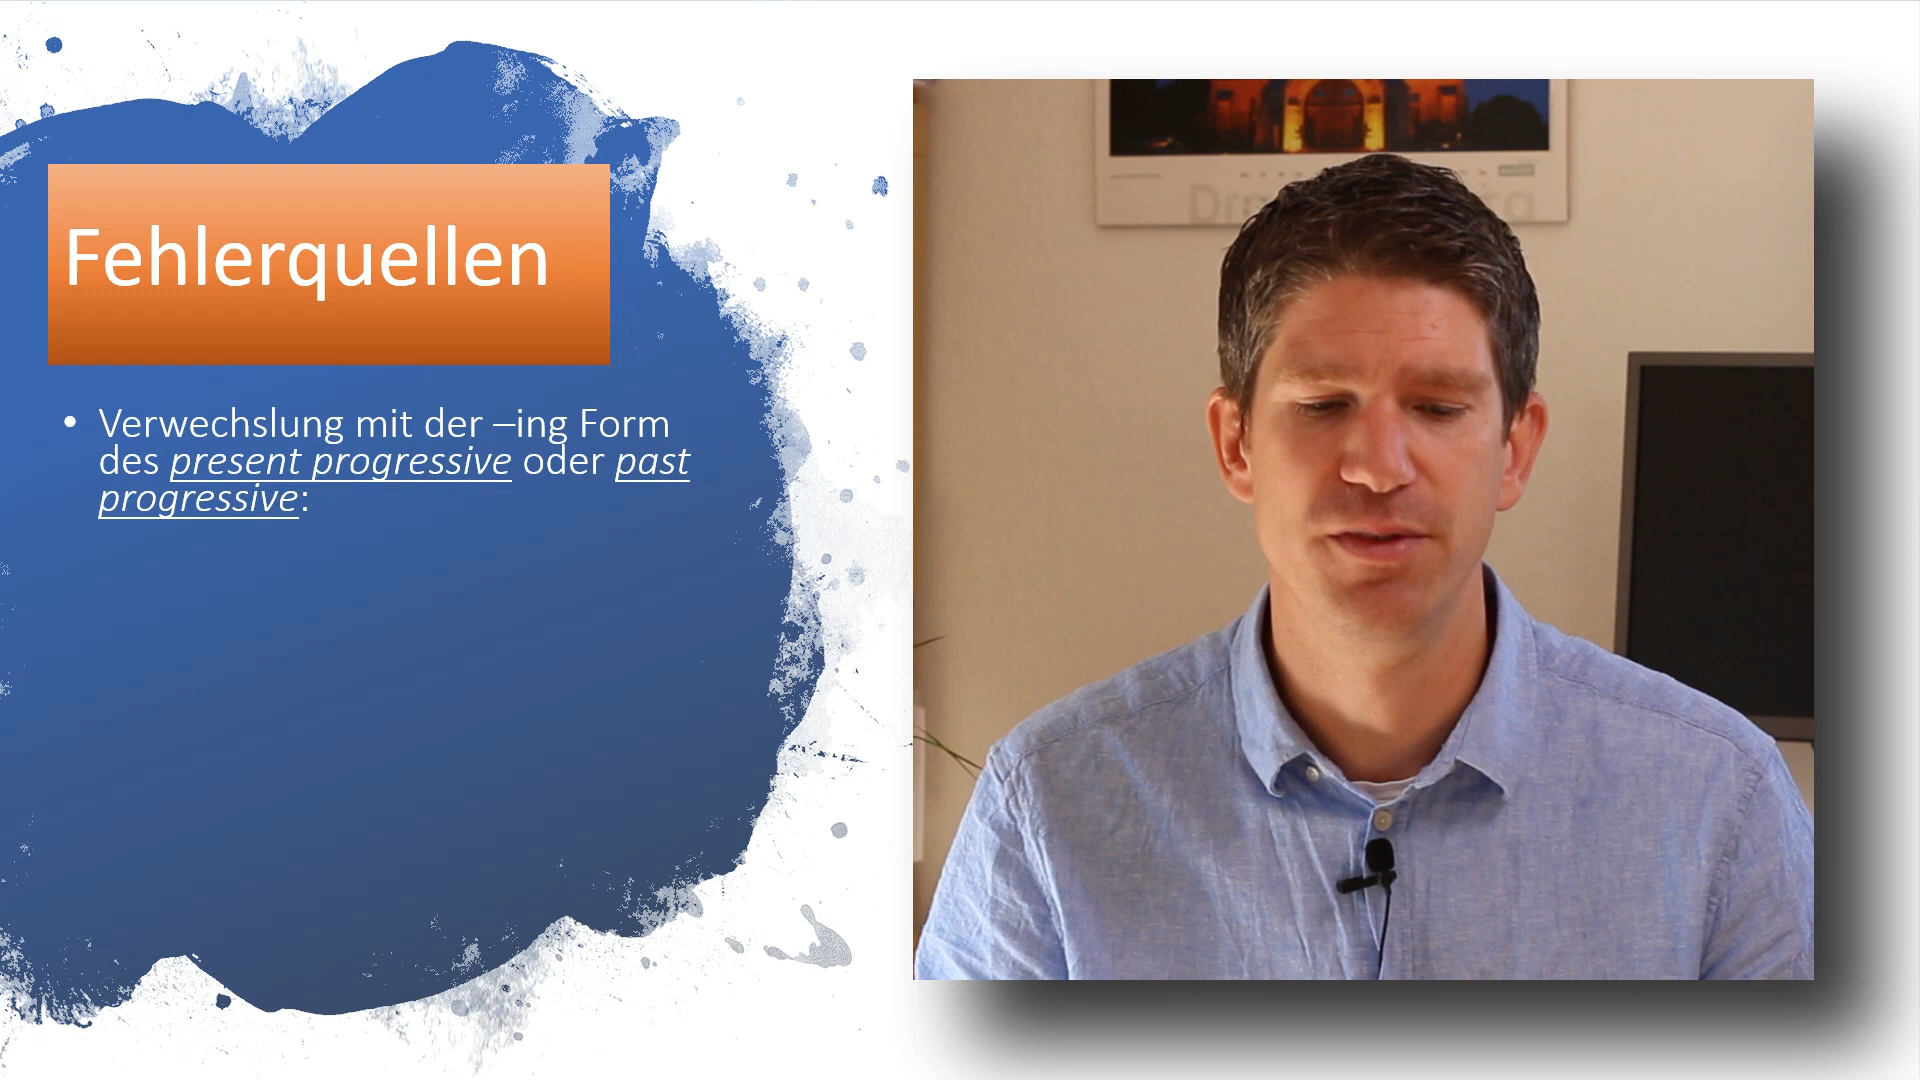 Fehlerquellen
• Verwechslung mit der –ing Form
des present progressive oder past
progressive: